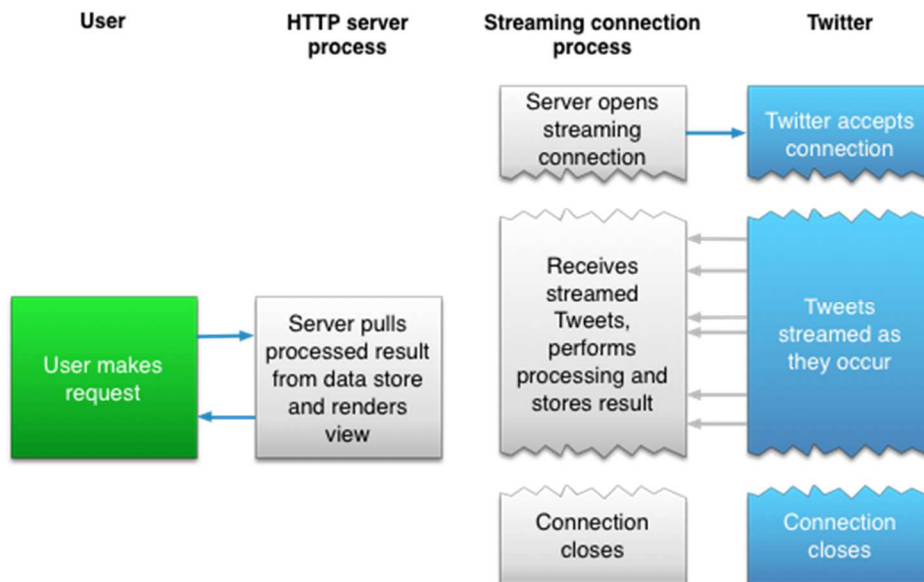 User
HTTP server
process
Streaming connection
process
Twitter
Server opens
streaming
connection
Twitter accepts
connection
User makes
request
Server pulls
processed result
from data store
and renders
view
Receives
streamed
Tweets,
performs
processing and
stores result
Tweets
streamed as
they occur
Connection
closes
Connection
closes